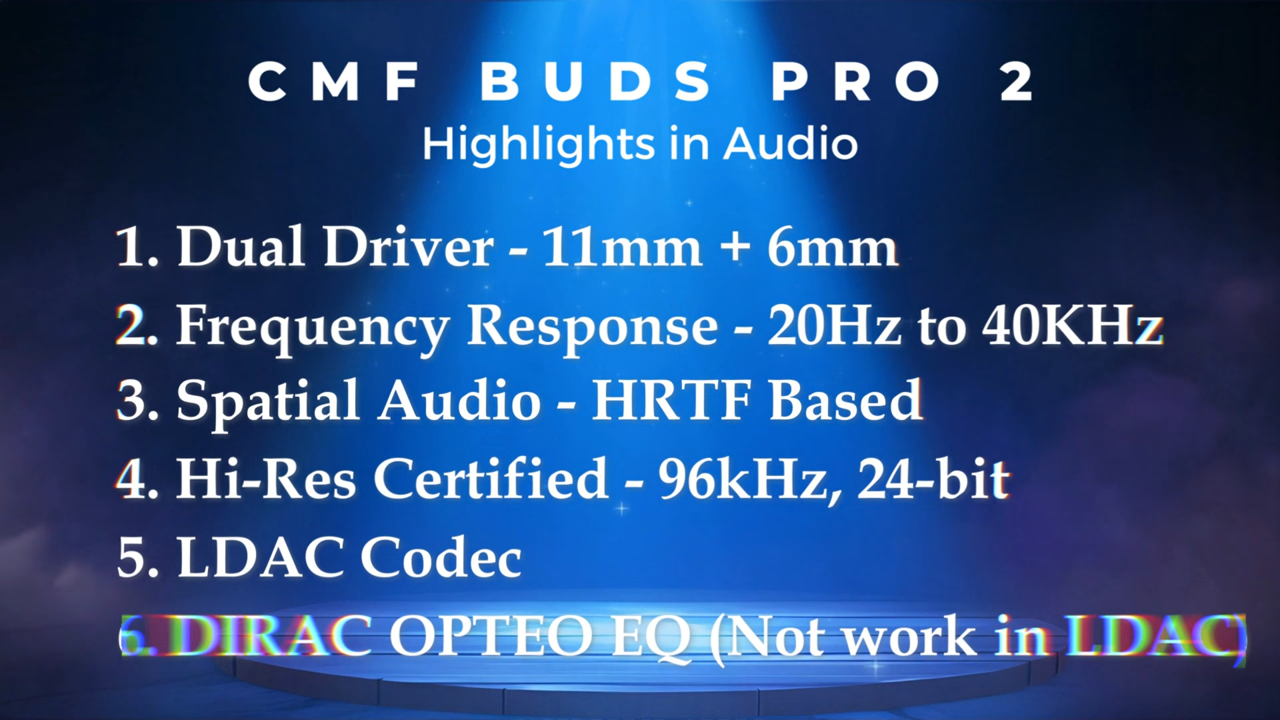 CMF BUDS PRO 2
Highlights in Audio
1. Dual Driver - 11mm + 6mm
2. Frequency Response - 20Hz to 40KHz
3. Spatial Audio - HRTF Based
4. Hi-Res Certified - 96kHz, 24-bit
5. LDAC Codec
6. DIRAC OPTEO EQ (Not work in LDAC)